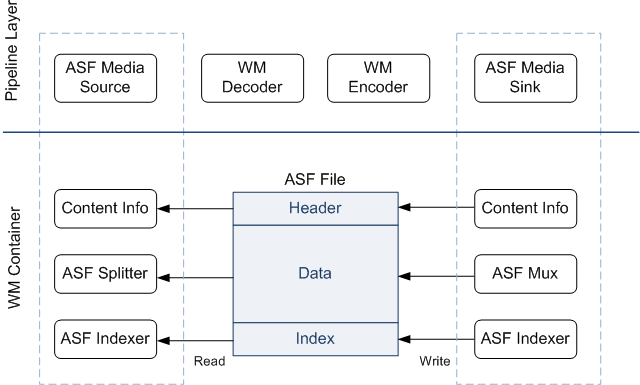 Pipeline Layer
ASF Media
Source
WM
Decoder
WM
Encoder
ASF Media
Sink
WM Container
ASF File
Content Info
Header
Content Info
ASF Splitter
Data
ASF Mux
ASF Indexer
Index
ASF Indexer
Read
Write